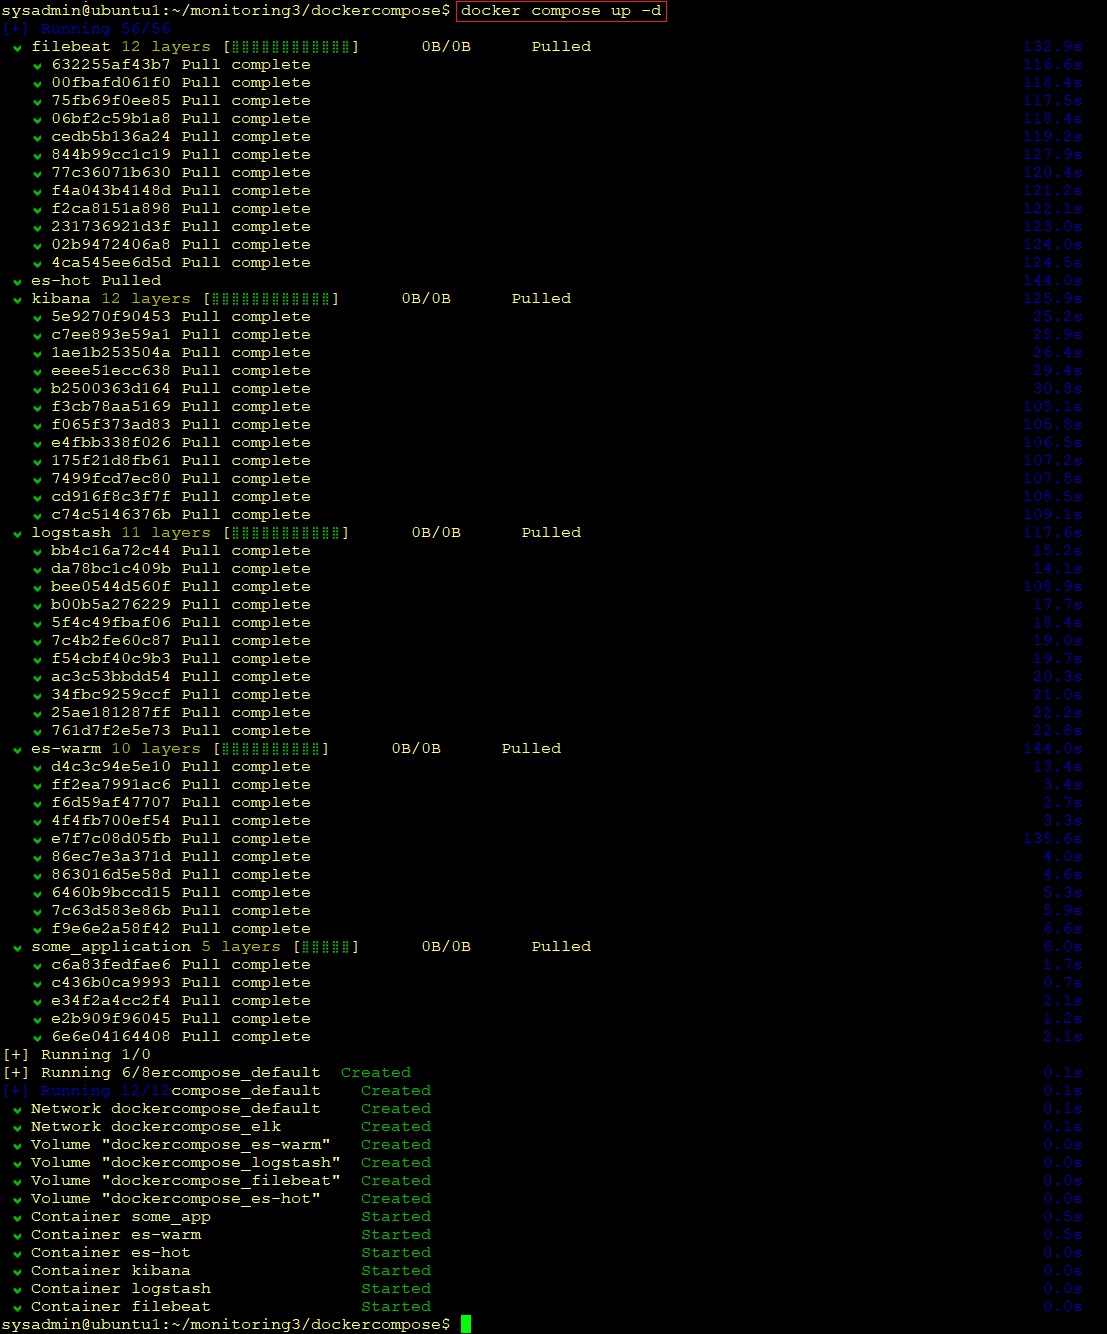 sysadmin@ubuntu1:~/monitoring3/dockercompose$ docker compose up -d
[+] Running 56/56
✔ filebeat 12 layers [⣿⣿⣿⣿⣿⣿⣿⣿⣿⣿⣿⣿] 0B/0B Pulled 132.9s
✔ 632255af43b7 Pull complete 116.6s
✔ 00fbafd061f0 Pull complete 118.4s
✔ 75fb69f0ee85 Pull complete 117.5s
✔ 06bf2c59b1a8 Pull complete 118.4s
✔ cedb5b136a24 Pull complete 119.2s
✔ 844b99cc1c19 Pull complete 127.9s
✔ 77c36071b630 Pull complete 120.4s
✔ f4a043b4148d Pull complete 121.2s
✔ f2ca8151a898 Pull complete 122.1s
✔ 231736921d3f Pull complete 123.0s
✔ 02b9472406a8 Pull complete 124.0s
✔ 4ca545ee6d5d Pull complete 124.5s
✔ es-hot Pulled 144.0s
✔ kibana 12 layers [⣿⣿⣿⣿⣿⣿⣿⣿⣿⣿⣿⣿] 0B/0B Pulled 125.9s
✔ 5e9270f90453 Pull complete 25.2s
✔ c7ee893e59a1 Pull complete 25.9s
✔ 1ae1b253504a Pull complete 26.4s
✔ eeee51ecc638 Pull complete 29.4s
✔ b2500363d164 Pull complete 30.8s
✔ f3cb78aa5169 Pull complete 105.1s
✔ f065f373ad83 Pull complete 105.8s
✔ e4fbb338f026 Pull complete 106.5s
✔ 175f21d8fb61 Pull complete 107.2s
✔ 7499fcd7ec80 Pull complete 107.8s
✔ cd916f8c3f7f Pull complete 108.5s
✔ c74c5146376b Pull complete 109.1s
✔ logstash 11 layers [⣿⣿⣿⣿⣿⣿⣿⣿⣿⣿⣿] 0B/0B Pulled 117.6s
✔ bb4c16a72c44 Pull complete 15.2s
✔ da78bc1c409b Pull complete 14.1s
✔ bee0544d560f Pull complete 108.9s
✔ b00b5a276229 Pull complete 17.7s
✔ 5f4c49fbaf06 Pull complete 18.4s
✔ 7c4b2fe60c87 Pull complete 19.0s
✔ f54cbf40c9b3 Pull complete 19.7s
✔ ac3c53bbdd54 Pull complete 20.3s
✔ 34fbc9259ccf Pull complete 21.0s
✔ 25ae181287ff Pull complete 22.2s
✔ 761d7f2e5e73 Pull complete 22.8s
✔ es-warm 10 layers [⣿⣿⣿⣿⣿⣿⣿⣿⣿⣿] 0B/0B Pulled 144.0s
✔ d4c3c94e5e10 Pull complete 13.4s
✔ ff2ea7991ac6 Pull complete 3.4s
✔ f6d59af47707 Pull complete 2.7s
✔ 4f4fb700ef54 Pull complete 3.3s
✔ e7f7c08d05fb Pull complete 135.6s
✔ 86ec7e3a371d Pull complete 4.0s
✔ 863016d5e58d Pull complete 4.6s
✔ 6460b9bccd15 Pull complete 5.3s
✔ 7c63d583e86b Pull complete 5.9s
✔ f9e6e2a58f42 Pull complete 6.6s
✔ some_application 5 layers [⣿⣿⣿⣿⣿] 0B/0B Pulled 6.0s
✔ c6a83fedfae6 Pull complete 1.7s
✔ c436b0ca9993 Pull complete 0.7s
✔ e34f2a4cc2f4 Pull complete 2.1s
✔ e2b909f96045 Pull complete 1.2s
✔ 6e6e04164408 Pull complete 2.1s
[+] Running 1/0
[+] Running 6/8ercompose_default Created 0.1s
[+] Running 12/12compose_default Created 0.1s
✔ Network dockercompose_default Created 0.1s
✔ Network dockercompose_elk Created 0.1s
✔ Volume "dockercompose_es-warm" Created 0.0s
✔ Volume "dockercompose_logstash" Created 0.0s
✔ Volume "dockercompose_filebeat" Created 0.0s
✔ Volume "dockercompose_es-hot" Created 0.0s
✔ Container some_app Started 0.5s
✔ Container es-warm Started 0.5s
✔ Container es-hot Started 0.0s
✔ Container kibana Started 0.0s
✔ Container logstash Started 0.0s
✔ Container filebeat Started 0.0s
sysadmin@ubuntu1:~/monitoring3/dockercompose$